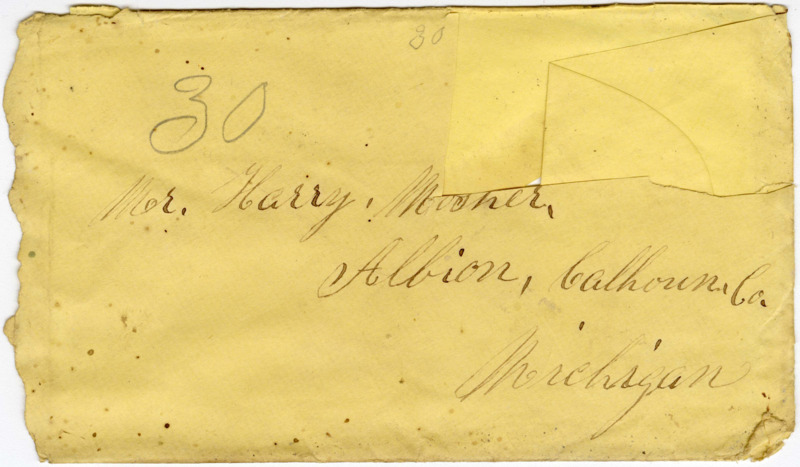 30
30
Mr. Harry, Mosher,
Albion, Calhoun, Co.
Michigan